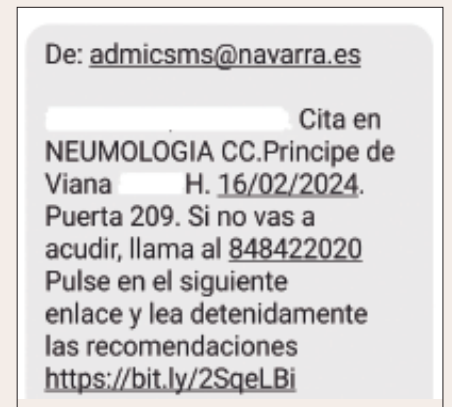 De: admicsms@navarra.es
Cita en
NEUMOLOGIA CC.Principe de
Viana H. 16/02/2024.
Puerta 209. Si no vas a
acudir, llama al 848422020
Pulse en el siguiente
enlace y lea detenidamente
las recomendaciones
https://bit.ly/2SqeLBi